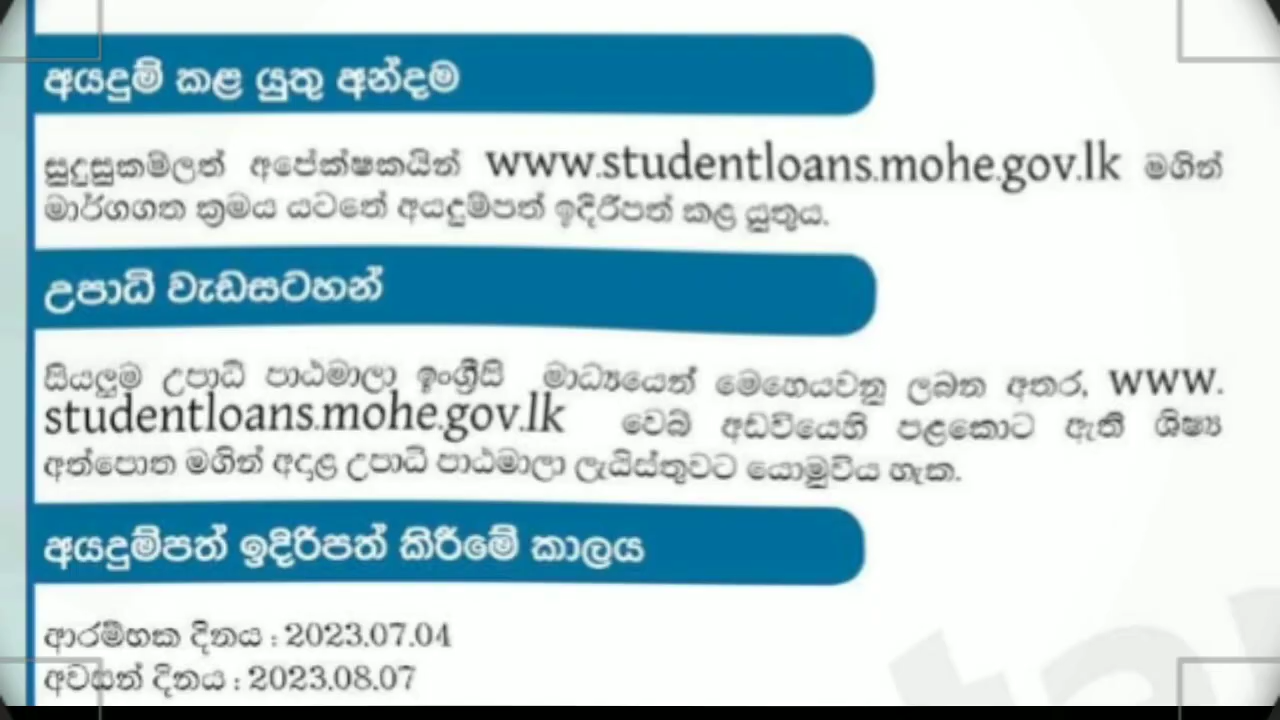 අයදුම් කළ යුතු අන්දම
සුදුසුකම්ලත් අපේක්ෂකයින් www.studentloans.mohe.gov.lk මගින්
මාර්ගගත ක්‍රමය යටතේ අයදුම්පත් ඉදිරිපත් කළ යුතුය.
උපාධි වැඩසටහන්
සියලුම උපාධි පාඨමාලා ඉංග්‍රීසි මාධ්‍යයෙන් මෙහෙයවනු ලබන අතර, www.
studentloans.mohe.gov.lk වෙබ් අඩවියෙහි පළකොට ඇති ශිෂ්‍ය
අත්පොත මගින් අදාළ උපාධි පාඨමාලා ලැයිස්තුවට යොමුවිය හැක.
අයදුම්පත් ඉදිරිපත් කිරීමේ කාලය
ආරම්භක දිනය : 2023.07.04
අවසන් දිනය : 2023.08.07